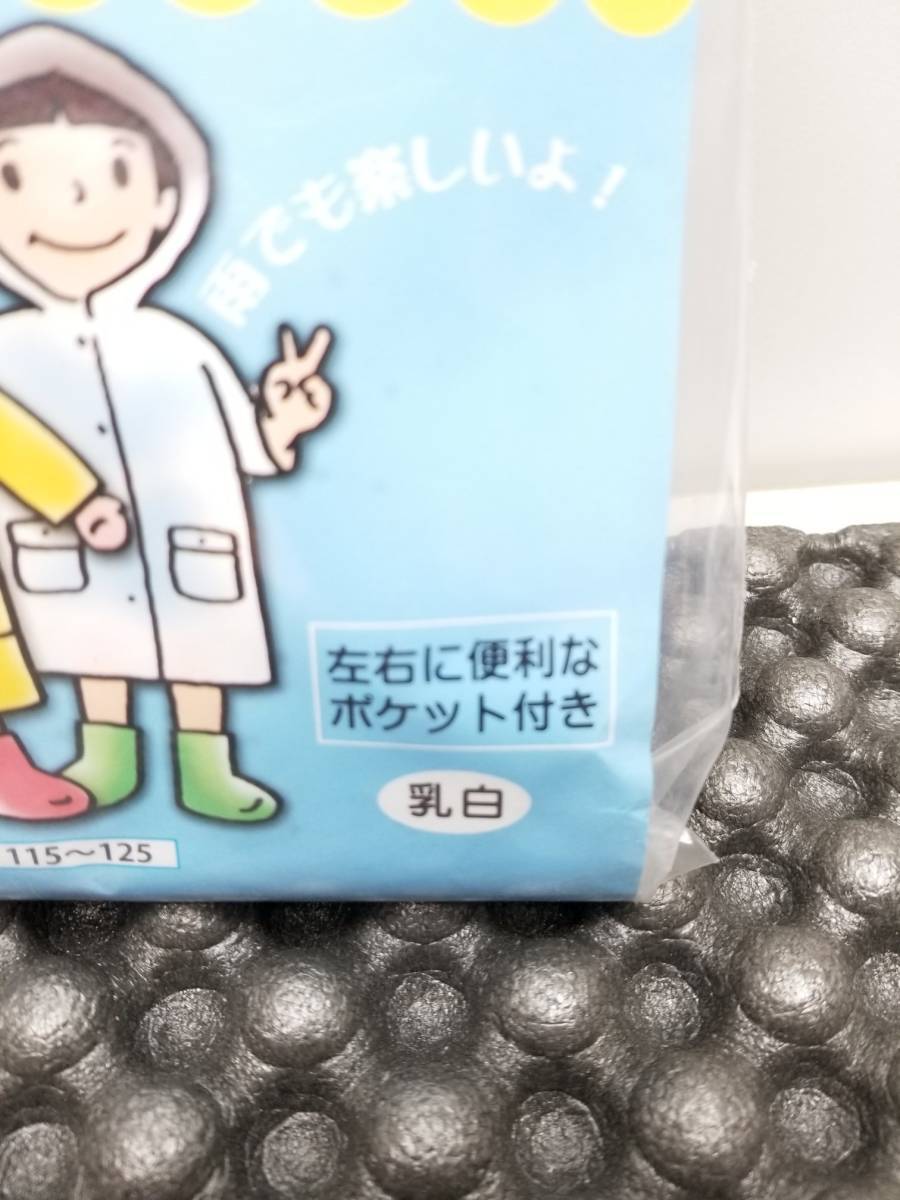 雨でも楽しいよ！
左右に便利な
ポケット付き
乳白
115～125